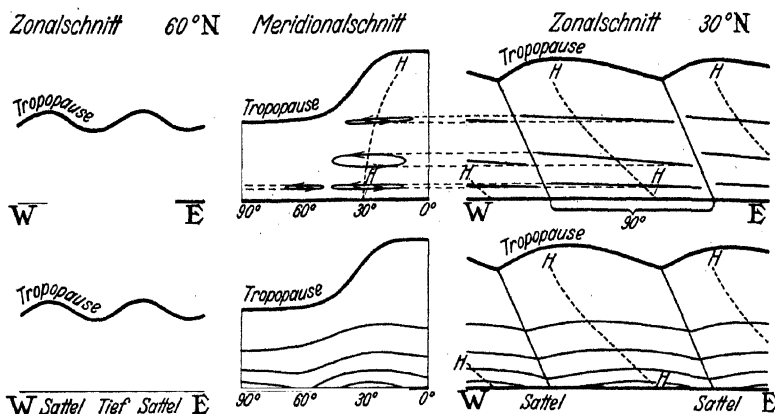 Zonalschnitt 60°N Meridionalschnitt Zonalschnitt 30°N
Tropopause
Tropopause
H
H
Tropopause
H
H
H
H
W E
90° 60° 30° 0°
W 90° E
Tropopause
Tropopause
Tropopause
H
H
H
H
W Sattel Tief Sattel E
90° 60° 30° 0°
W Sattel Sattel E